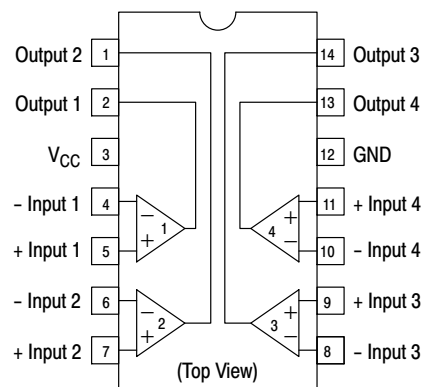 Output 2 1 14 Output 3
Output 1 2 13 Output 4
VCC 3 12 GND
– Input 1 4 – 1 + 11 + Input 4
+ Input 1 5 + 4 – 10 – Input 4
– Input 2 6 – 2 + 9 + Input 3
+ Input 2 7 + 3 – 8 – Input 3
(Top View)